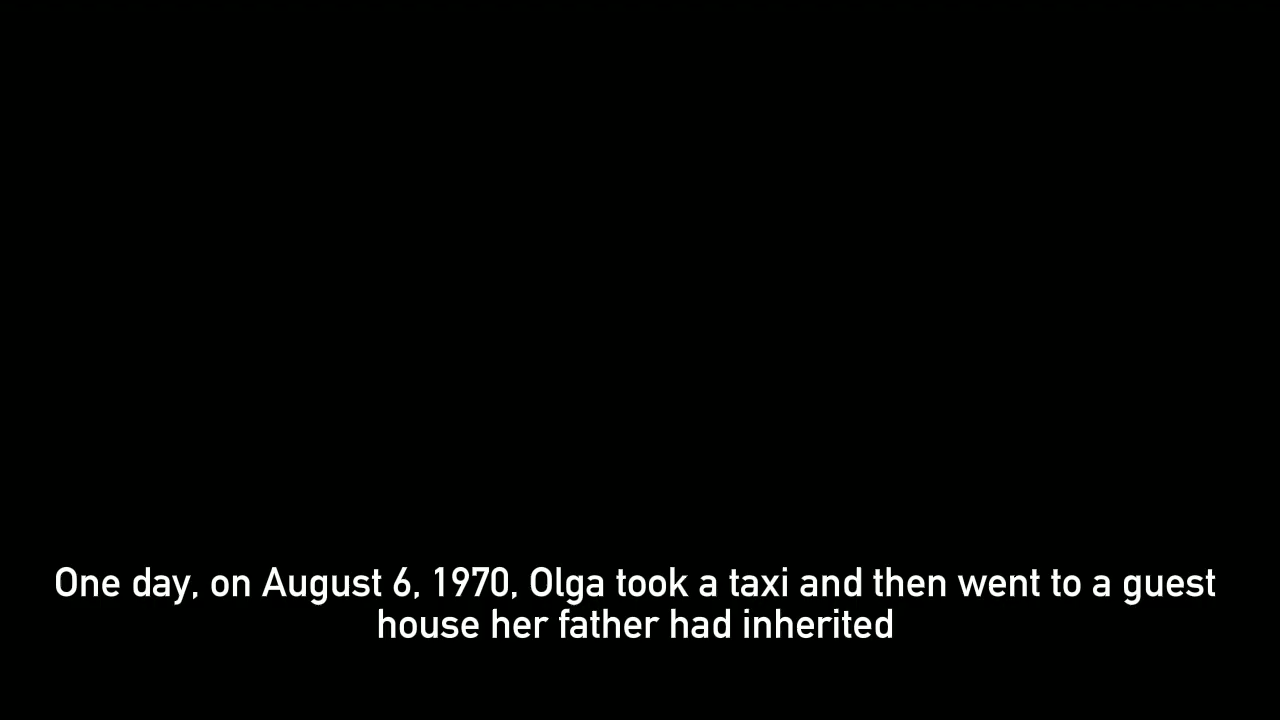 One day, on August 6, 1970, Olga took a taxi and then went to a guest
house her father had inherited